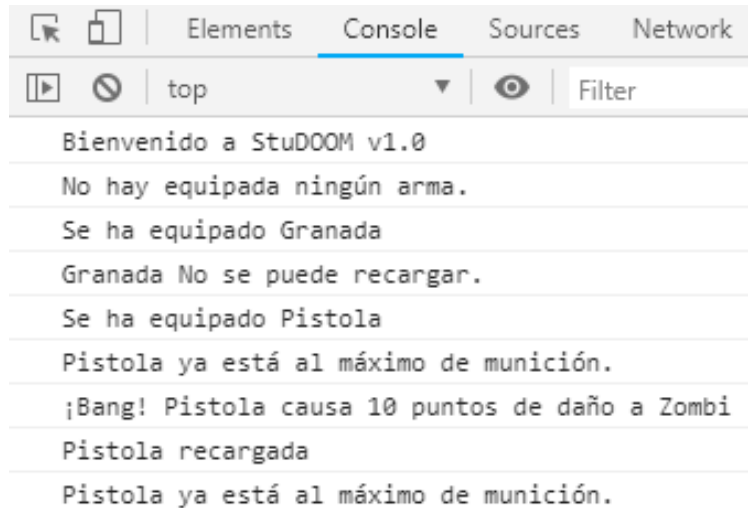 Elements Console Sources Network
top Filter
Bienvenido a StuDOOM v1.0
No hay equipada ningún arma.
Se ha equipado Granada
Granada No se puede recargar.
Se ha equipado Pistola
Pistola ya está al máximo de munición.
¡Bang! Pistola causa 10 puntos de daño a Zombi
Pistola recargada
Pistola ya está al máximo de munición.